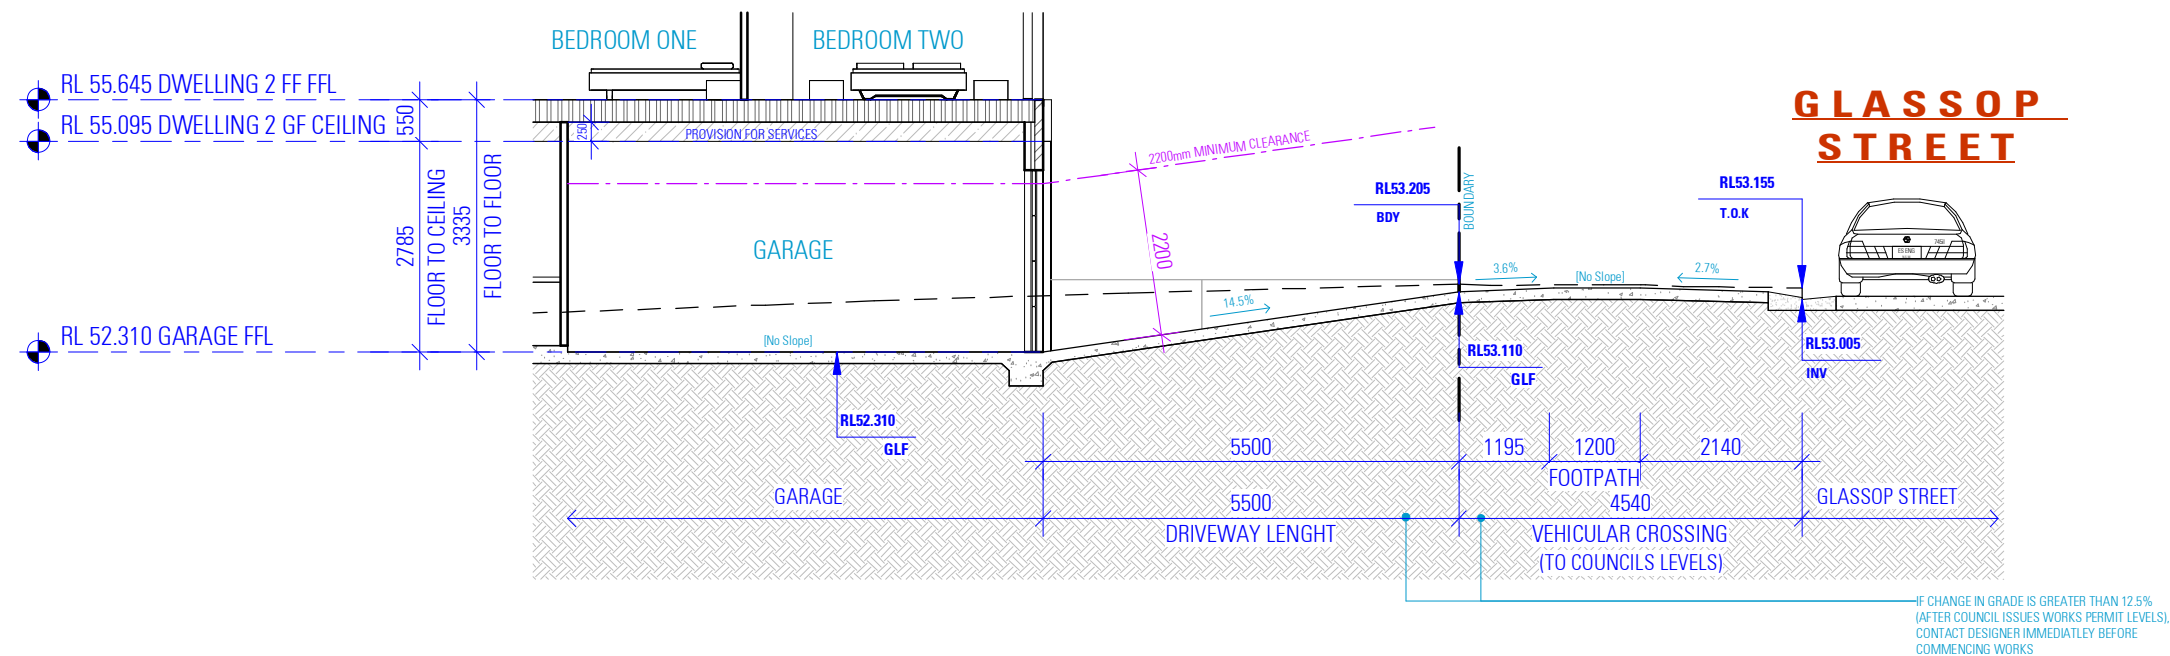 BEDROOM ONE
BEDROOM TWO
RL 55.645 DWELLING 2 FF FFL
RL 55.095 DWELLING 2 GF CEILING
550
250
PROVISION FOR SERVICES
2200mm MINIMUM CLEARANCE
GLASSOP
STREET
2785
FLOOR TO CEILING
3335
FLOOR TO FLOOR
GARAGE
2200
RL53.205
BDY
BOUNDARY
RL53.155
T.O.K
3.6%
[No Slope]
2.7%
14.5%
RL 52.310 GARAGE FFL
[No Slope]
RL53.110
GLF
RL53.005
INV
RL52.310
GLF
5500
1195
1200
2140
FOOTPATH
GARAGE
5500
4540
GLASSOP STREET
DRIVEWAY LENGHT
VEHICULAR CROSSING
(TO COUNCILS LEVELS)
IF CHANGE IN GRADE IS GREATER THAN 12.5%
(AFTER COUNCIL ISSUES WORKS PERMIT LEVELS),
CONTACT DESIGNER IMMEDIATLEY BEFORE
COMMENCING WORKS